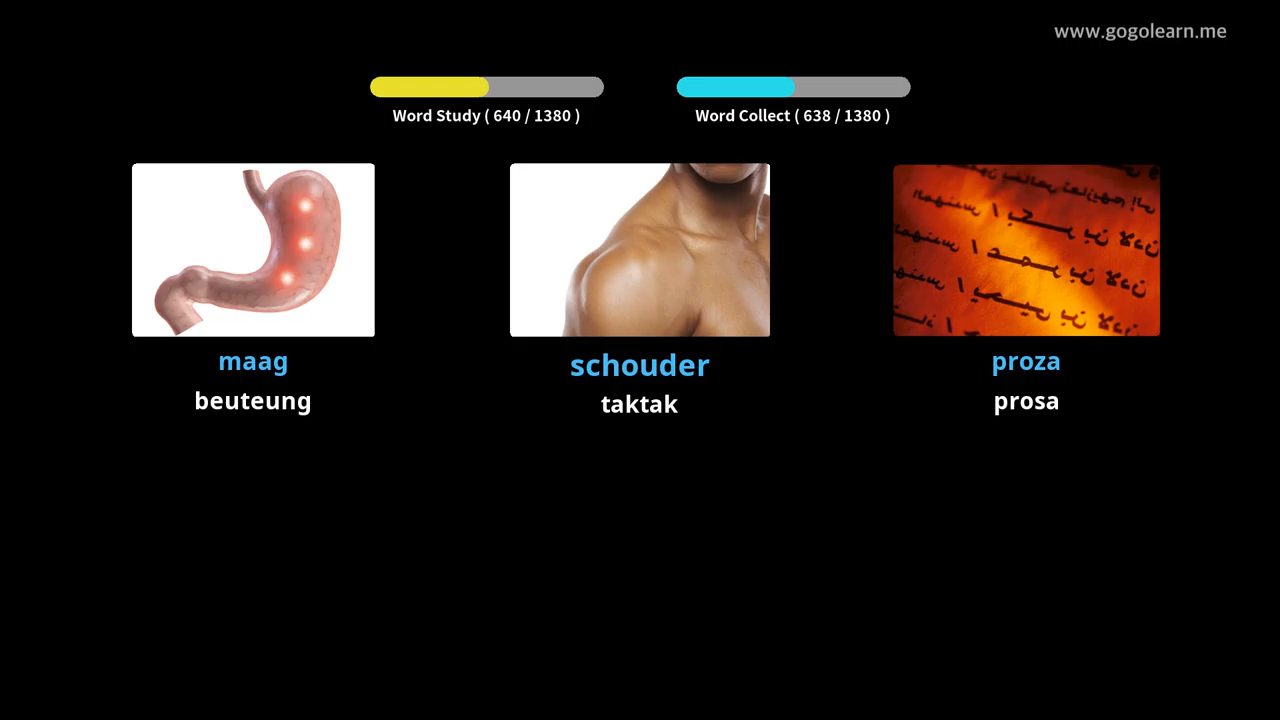 www.gogolearn.me
Word Study ( 640 / 1380 )
Word Collect ( 638 / 1380 )
maag
schouder
proza
beuteung
taktak
prosa